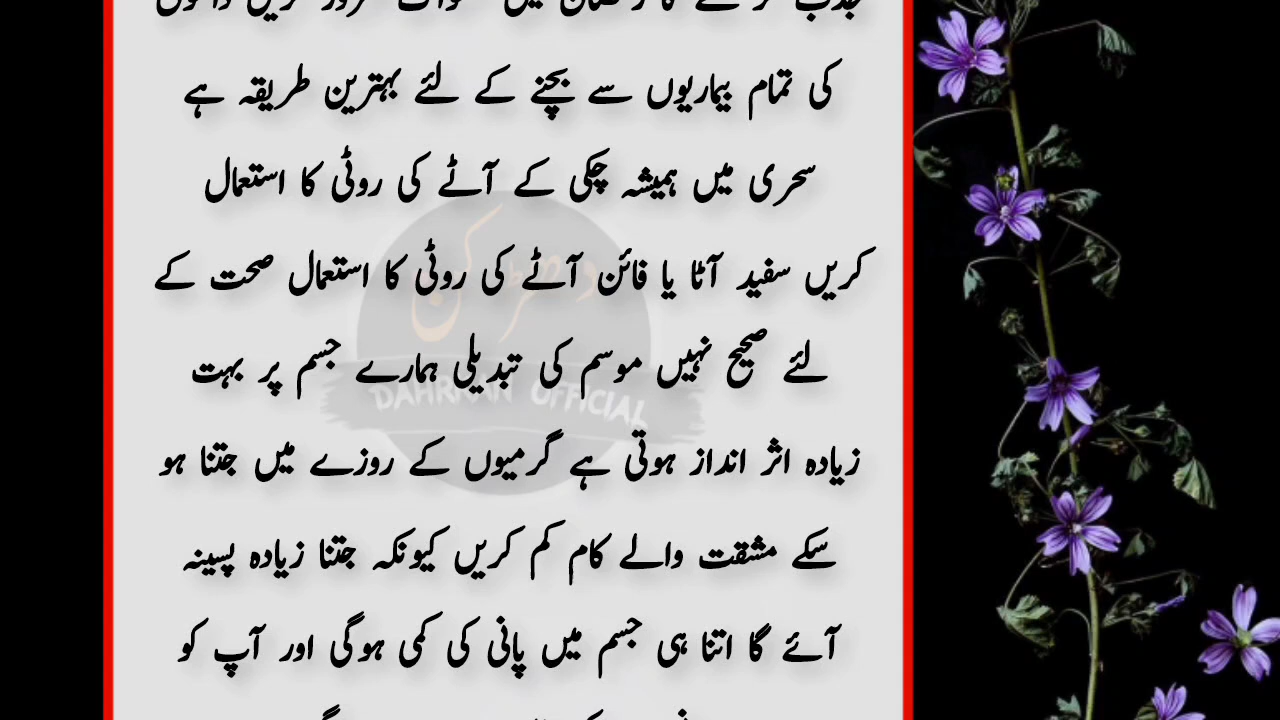 کی تمام بیماریوں سے بچنے کے لئے بہترین طریقہ ہے
سحری میں ہمیشہ چکی کے آٹے کی روٹی کا استعمال
کریں سفید آٹا یا فائن آٹے کی روٹی کا استعمال صحت کے
لئے صحیح نہیں موسم کی تبدیلی ہمارے جسم پر بہت
زیادہ اثر انداز ہوتی ہے گرمیوں کے روزے میں جتنا ہو
سکے مشقت والے کام کم کریں کیونکہ جتنا زیادہ پسینہ
آئے گا اتنا ہی جسم میں پانی کی کمی ہوگی اور آپ کو
دھڑکن
DAHRKAN OFFICIAL